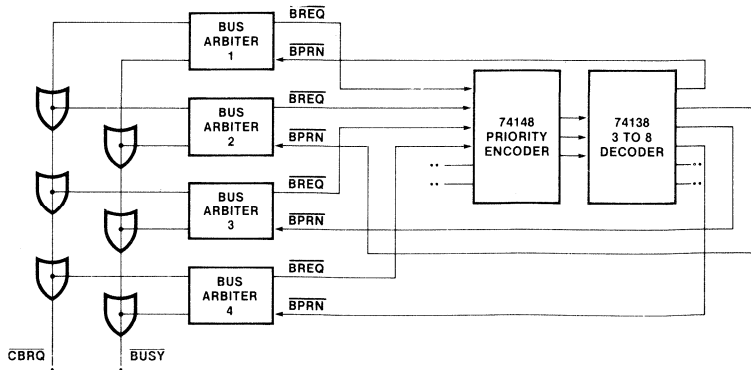 BUS
ARBITER
1
BREQ
BPRN
BUS
ARBITER
2
BREQ
BPRN
BUS
ARBITER
3
BREQ
BPRN
BUS
ARBITER
4
BREQ
BPRN
74148
PRIORITY
ENCODER
74138
3 TO 8
DECODER
CBRQ
BUSY